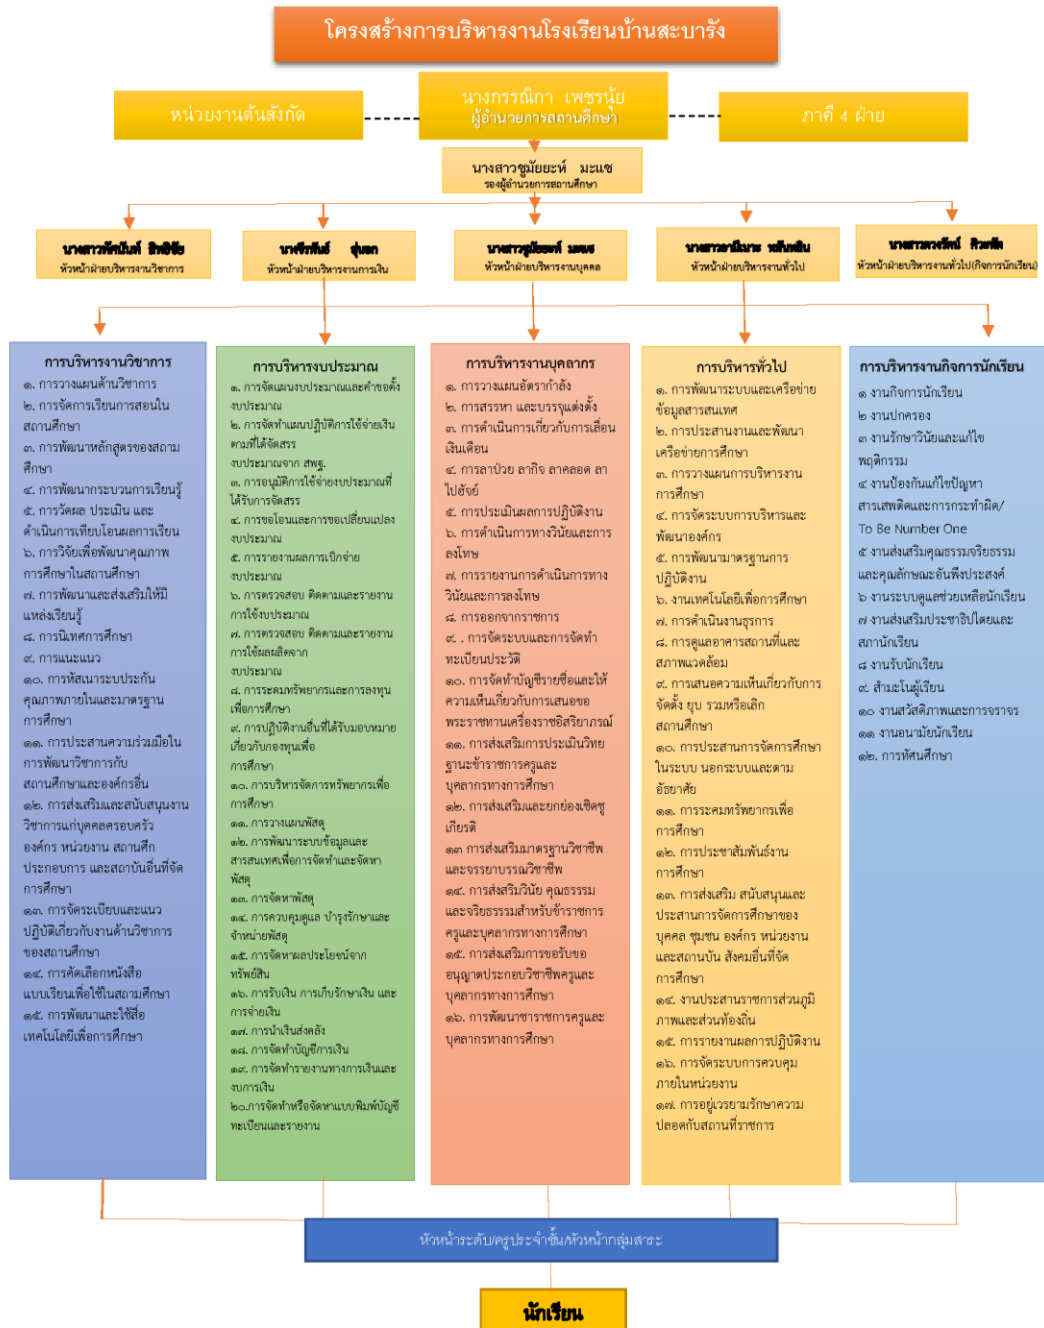 โครงสร้างการบริหารงานโรงเรียนบ้านสะบารัง
หน่วยงานต้นสังกัด
นางกรรณิกา เพชรนุ้ย
ผู้อำนวยการสถานศึกษา
ภาคี 4 ฝ่าย
นางสาวซูมัยยะห์ มะแซ
รองผู้อำนวยการสถานศึกษา
นางสาวทัศนันท์
หัวหน้าฝ่ายบริหารงานวิชาการ
หัวหน้าฝ่ายบริหารงานการเงิน
นางสาวซูมัยยะห์ มะแซ
หัวหน้าฝ่ายบริหารงานบุคคล
หัวหน้าฝ่ายบริหารงานทั่วไป
นางสาวดวงรัตน์
หัวหน้าฝ่ายบริหารงานทั่วไป(กิจการนักเรียน)
การบริหารงานวิชาการ
๑. การวางแผนด้านวิชาการ
๒. การจัดการเรียนการสอนใน
สถานศึกษา
๓. การพัฒนาหลักสูตรของสถาม
ศึกษา
๔. การพัฒนากระบวนการเรียนรู้
๕. การวัดผล ประเมิน และ
ดำเนินการเทียบโอนผลการเรียน
๖. การวิจัยเพื่อพัฒนาคุณภาพ
การศึกษาในสถานศึกษา
๗. การพัฒนาและส่งเสริมให้มี
แหล่งเรียนรู้
๘. การนิเทศการศึกษา
๙. การแนะแนว
๑๐. การหัสเนาระบบประกัน
คุณภาพภายในและมาตรฐาน
การศึกษา
๑๑. การประสานความร่วมมือใน
การพัฒนาวิชาการกับ
สถานศึกษาและองค์กรอื่น
๑๒. การส่งเสริมและสนับสนุนงาน
วิชาการแก่บุคคลครอบครัว
องค์กร หน่วยงาน สถานศึก
ประกอบการ และสถาบันอื่นที่จัด
การศึกษา
๑๓. การจัดระเบียบและแนว
ปฏิบัติเกี่ยวกับงานด้านวิชาการ
ของสถานศึกษา
๑๔. การคัดเลือกหนังสือ
แบบเรียนเพื่อใช้ในสถามศึกษา
๑๕. การพัฒนาและใช้สื่อ
เทคโนโลยีเพื่อการศึกษา
การบริหารงบประมาณ
๑. การจัดแผนงบประมาณและคำขอตั้ง
งบประมาณ
๒. การจัดทำแผนปฏิบัติการใช้จ่ายเงิน
ตามที่ได้จัดสรร
งบประมาณจาก สพฐ.
๓. การอนุมัติการใช้จ่ายงบประมาณที่
ได้รับการจัดสรร
๔. การขอโอนและการขอเปลี่ยนแปลง
งบประมาณ
๕. การรายงานผลการเบิกจ่าย
งบประมาณ
๖. การตรวจสอบ ติดตามและรายงาน
การใช้งบประมาณ
๗. การตรวจสอบ ติดตามและรายงาน
การใช้ผลผลิตจาก
งบประมาณ
๘. การระดมทรัพยากรและการลงทุน
เพื่อการศึกษา
๙. การปฏิบัติงานอื่นที่ได้รับมอบหมาย
เกี่ยวกับกองทุนเพื่อ
การศึกษา
๑๐. การบริหารจัดการทรัพยากรเพื่อ
การศึกษา
๑๑. การวางแผนพัสดุ
๑๒. การพัฒนาระบบข้อมูลและ
สารสนเทศเพื่อการจัดทำและจัดหา
พัสดุ
๑๓. การจัดหาพัสดุ
๑๔. การควบคุมดูแล บำรุงรักษาและ
จำหน่ายพัสดุ
๑๕. การจัดหาผลประโยชน์จาก
ทรัพย์สิน
๑๖. การรับเงิน การเก็บรักษาเงิน และ
การจ่ายเงิน
๑๗. การนำเงินส่งคลัง
๑๘. การจัดทำบัญชีการเงิน
๑๙. การจัดทำรายงานทางการเงินและ
งบการเงิน
๒๐.การจัดทำหรือจัดหาแบบพิมพ์บัญชี
ทะเบียนและรายงาน
การบริหารงานบุคลากร
๑. การวางแผนอัตรากำลัง
๒. การสรรหา และบรรจุแต่งตั้ง
๓. การดำเนินการเกี่ยวกับการเลื่อน
เงินเดือน
๔. การลาป่วย ลากิจ ลาคลอด ลา
ไปฮัจย์
๕. การประเมินผลการปฏิบัติงาน
๖. การดำเนินการทางวินัยและการ
ลงโทษ
๗. การรายงานการดำเนินการทาง
วินัยและการลงโทษ
๘. การออกจากราชการ
๙. . การจัดระบบและการจัดทำ
ทะเบียนประวัติ
๑๐. การจัดทำบัญชีรายชื่อและให้
ความเห็นเกี่ยวกับการเสนอขอ
พระราชทานเครื่องราชอิสริยาภรณ์
๑๑. การส่งเสริมการประเมินวิทย
ฐานะข้าราชการครูและ
บุคลากรทางการศึกษา
๑๒. การส่งเสริมและยกย่องเชิดชู
เกียรติ
๑๓ การส่งเสริมมาตรฐานวิชาชีพ
และจรรยาบรรณวิชาชีพ
๑๔. การส่งสริมวินัย คุณธรรรม
และจริยธรรรมสำหรับข้าราชการ
ครูและบุคลากรทางการศึกษา
๑๕. การส่งเสริมการขอรับขอ
อนุญาตประกอบวิชาชีพครูและ
บุคลากรทางการศึกษา
๑๖. การพัฒนาชาราชการครูและ
บุคลากรทางการศึกษา
การบริหารทั่วไป
๑. การพัฒนาระบบและเครือข่าย
ข้อมูลสารสนเทศ
๒. การประสานงานและพัฒนา
เครือข่ายการศึกษา
๓. การวางแผนการบริหารงาน
การศึกษา
๔. การจัดระบบการบริหารและ
พัฒนาองค์กร
๕. การพัฒนามาตรฐานการ
ปฏิบัติงาน
๖. งานเทคโนโลยีเพื่อการศึกษา
๗. การดำเนินงานธุรการ
๘. การดูแลอาคารสถานที่และ
สภาพแวดล้อม
๙. การเสนอความเห็นเกี่ยวกับการ
จัดตั้ง ยุบ รวมหรือเลิก
สถานศึกษา
๑๐. การประสานการจัดการศึกษา
ในระบบ นอกระบบและตาม
อัธยาศัย
๑๑. การระดมทรัพยากรเพื่อ
การศึกษา
๑๒. การประชาสัมพันธ์งาน
การศึกษา
๑๓. การส่งเสริม สนับสนุนและ
ประสานการจัดการศึกษาของ
บุคคล ชุมชน องค์กร หน่วยงาน
และสถานบัน สังคมอื่นที่จัด
การศึกษา
๑๔. งานประสานราชการส่วนภูมิ
ภาพและส่วนท้องถิ่น
๑๕. การรายงานผลการปฏิบัติงาน
๑๖. การจัดระบบการควบคุม
ภายในหน่วยงาน
๑๗. การอยู่เวรยามรักษาความ
ปลอดกับสถานที่ราชการ
การบริหารงานกิจการนักเรียน
๑ งานกิจการนักเรียน
๒ งานปกครอง
๓ งานรักษาวินัยและแก้ไข
พฤติกรรม
๔ งานป้องกันแก้ไขปัญหา
สารเสพติดและการกระทำผิด/
To Be Number One
๕ งานส่งเสริมคุณธรรมจริยธรรม
และคุณลักษณะอันพึงประสงค์
๖ งานระบบดูแลช่วยเหลือนักเรียน
๗ งานส่งเสริมประชาธิปไตยและ
สภานักเรียน
๘ งานรับนักเรียน
๙ สำมะโนผู้เรียน
๑๐ งานสวัสดิภาพและการจราจร
๑๑ งานอนามัยนักเรียน
๑๒. การทัศนศึกษา
หัวหน้าระดับ/ครูประจำชั้น/หัวหน้ากลุ่มสาระ
นักเรียน